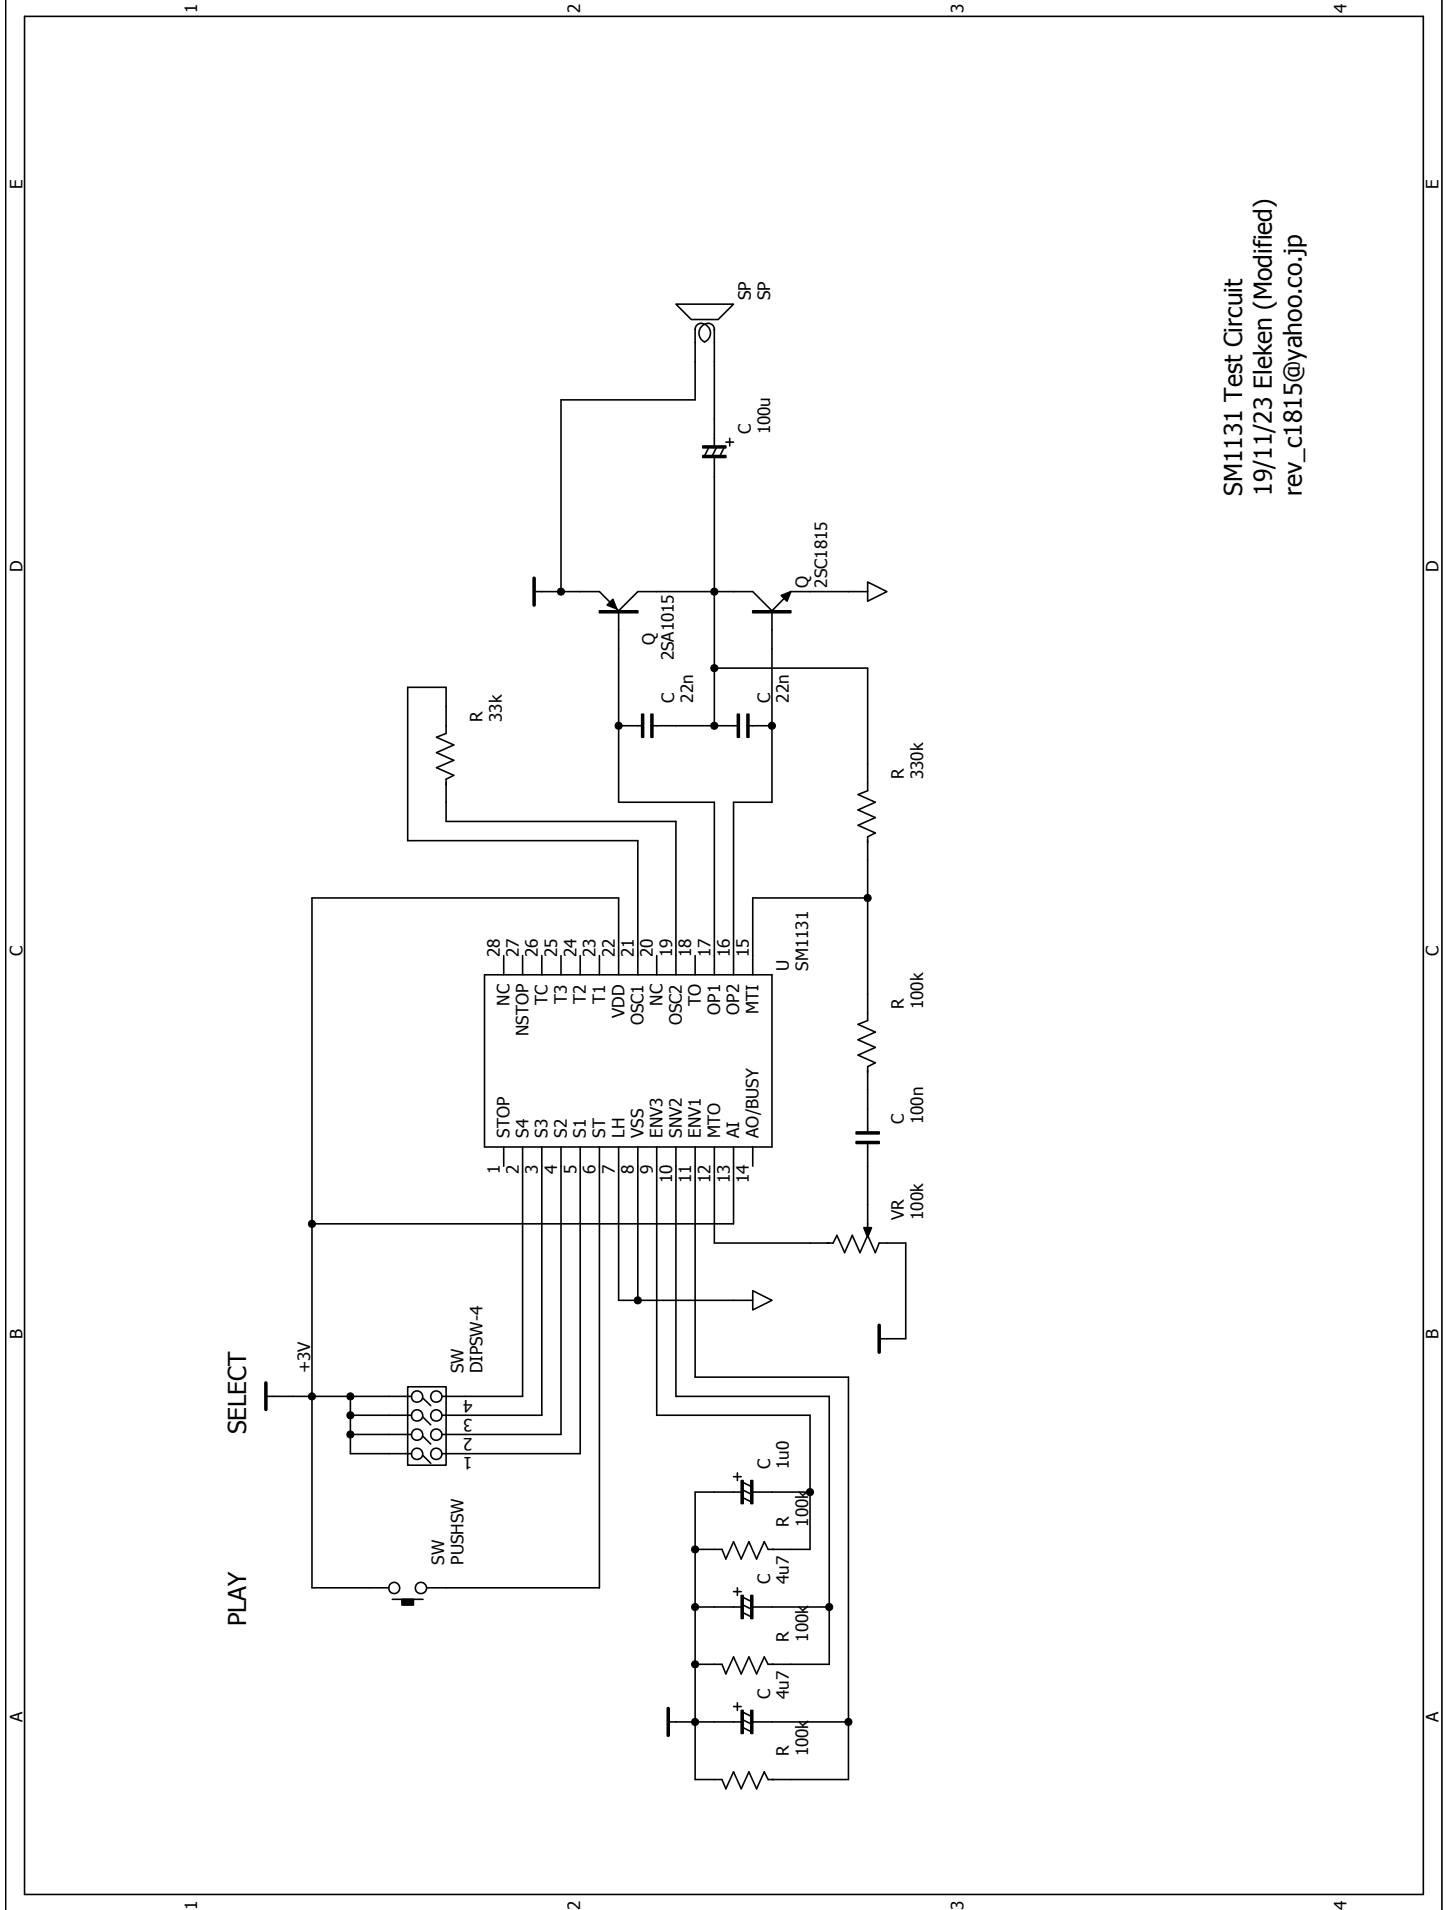 1
2
3
4
A
B
C
D
E
PLAY
SELECT
+3V
SW
PUSHSW
SW
DIPSW-4
1
2
3
4
1
2
3
4
5
6
7
8
9
10
11
12
13
14
STOP
S4
S3
S2
S1
ST
LH
VSS
ENV3
SNV2
ENV1
MTO
AI
AO/BUSY
NC
NSTOP
TC
T3
T2
T1
VDD
OSC1
NC
OSC2
TO
OP1
OP2
MTI
28
27
26
25
24
23
22
21
20
19
18
17
16
15
U
SM1131
R
33k
C
22n
C
22n
Q
2SA1015
Q
2SC1815
C
100u
SP
SP
R
100k
C
4u7
R
100k
C
4u7
R
100k
C
1u0
VR
100k
C
100n
R
100k
R
330k
SM1131 Test Circuit
19/11/23 Eleken (Modified)
rev_c1815@yahoo.co.jp
1
2
3
4
A
B
C
D
E